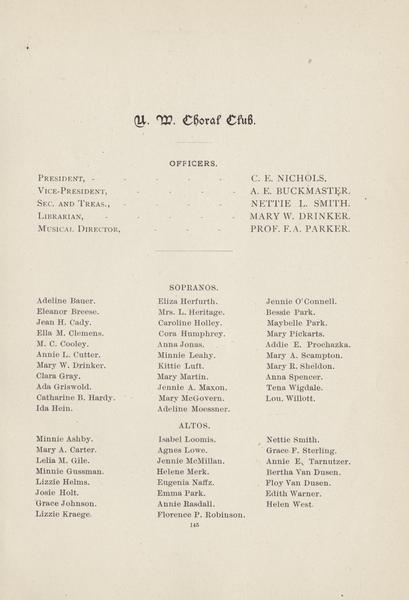 U. W. Choral Club.
OFFICERS.
PRESIDENT, - - - - - C. E. NICHOLS.
VICE-PRESIDENT, - - - - A. E. BUCKMASTER.
SEC. AND TREAS., - - - - NETTIE L. SMITH.
LIBRARIAN, - - - - - MARY W. DRINKER.
MUSICAL DIRECTOR, - - - PROF. F. A. PARKER.
SOPRANOS.
Adeline Bauer. Eliza Herfurth. Jennie O'Connell.
Eleanor Breese. Mrs. L. Heritage. Bessie Park.
Jean H. Cady. Caroline Holley. Maybelle Park.
Ella M. Clemens. Cora Humphrey. Mary Pickarts.
M. C. Cooley. Anna Jonas. Addie E. Prochazka.
Annie L. Cutter. Minnie Leahy. Mary A. Scampton.
Mary W. Drinker. Kittie Luft. Mary R. Sheldon.
Clara Gray. Mary Martin. Anna Spencer.
Ada Griswold. Jennie A. Maxon. Tena Wigdale.
Catharine B. Hardy. Mary McGovern. Lou. Willott.
Ida Hein. Adeline Moessner.
ALTOS.
Minnie Ashby. Isabel Loomis. Nettie Smith.
Mary A. Carter. Agnes Lowe. Grace F. Sterling.
Lelia M. Gile. Jennie McMillan. Annie E. Tarnutzer.
Minnie Gussman. Helene Merk. Bertha Van Dusen.
Lizzie Helms. Eugenia Naffz. Floy Van Dusen.
Josie Holt. Emma Park. Edith Warner.
Grace Johnson. Annie Rasdall. Helen West.
Lizzie Kraege. Florence P. Robinson.
145